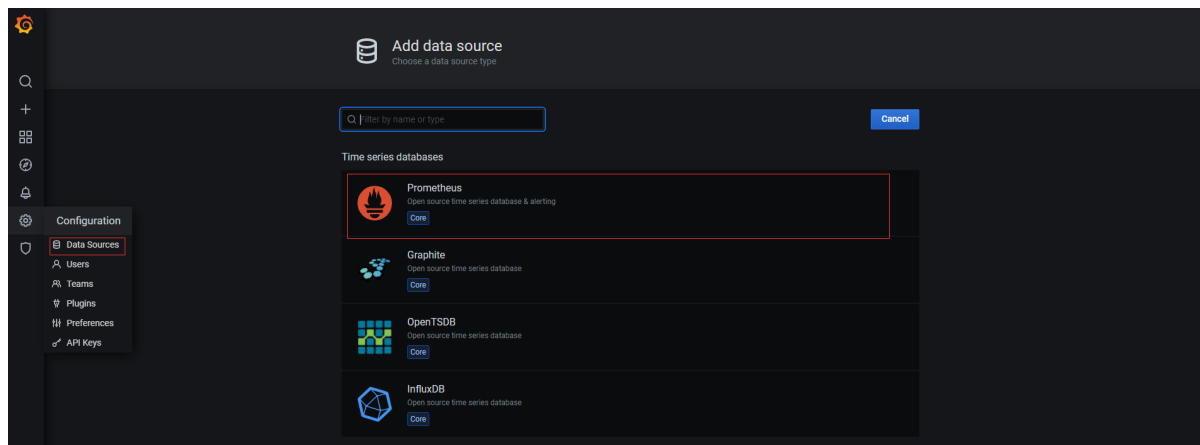 Add data source
Choose a data source type
Filter by name or type
Cancel
Time series databases
Prometheus
Open source time series database & alerting
Core
Graphite
Open source time series database
Core
OpenTSDB
Open source time series database
Core
InfluxDB
Open source time series database
Core
Configuration
Data Sources
Users
Teams
Plugins
Preferences
API Keys